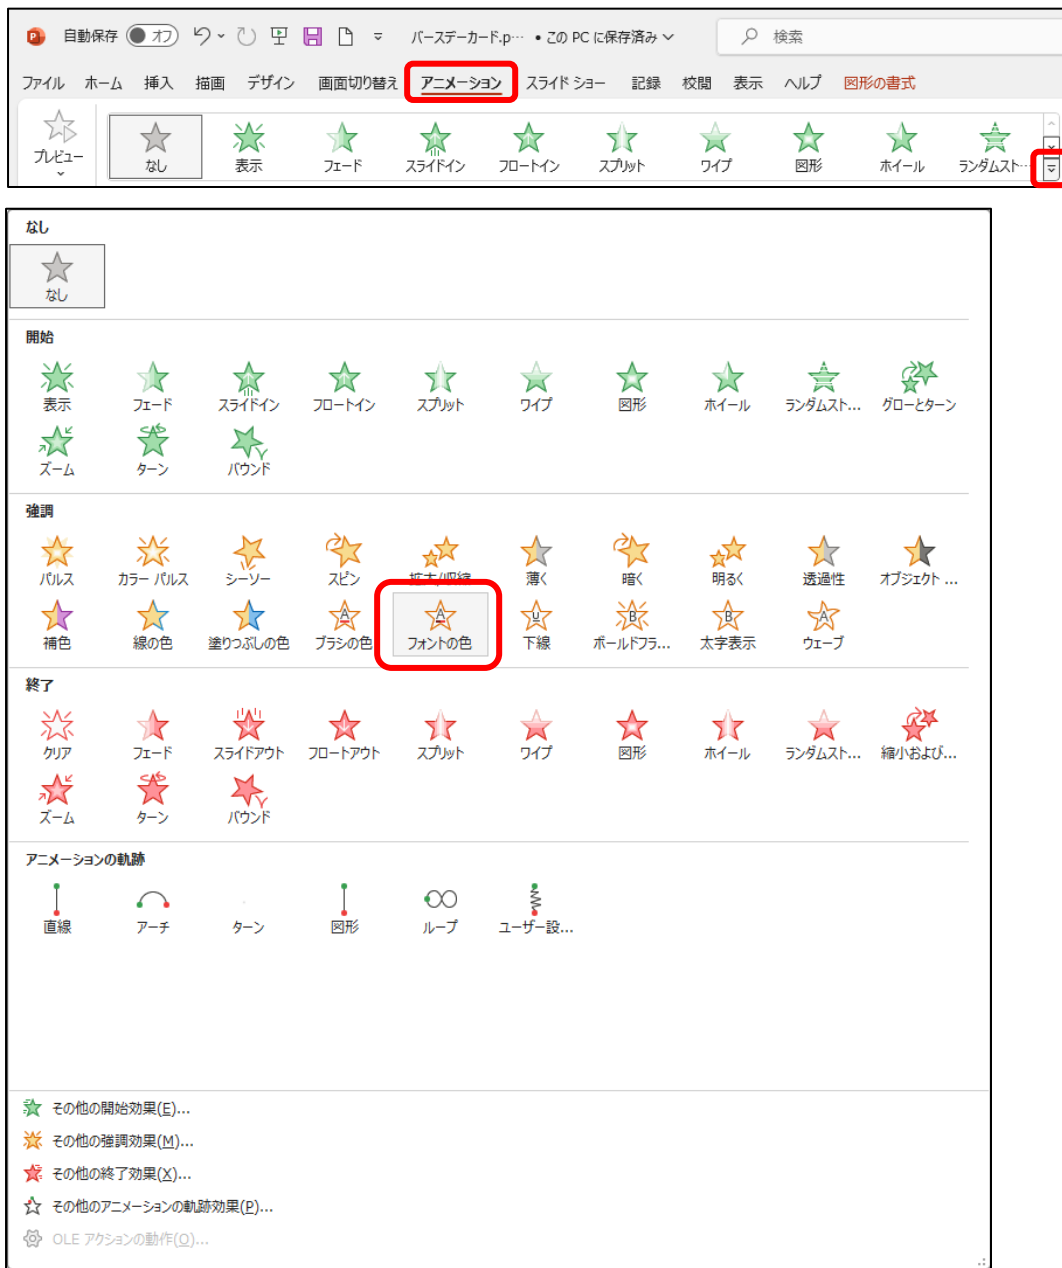 自動保存 オフ バースデーカード.p… • この PC に保存済み 検索
ファイル ホーム 挿入 描画 デザイン 画面切り替え アニメーション スライド ショー 記録 校閲 表示 ヘルプ 図形の書式
プレビュー なし 表示 フェード スライドイン フロートイン スプリット ワイプ 図形 ホイール ランダムスト…
なし
なし
開始
表示 フェード スライドイン フロートイン スプリット ワイプ 図形 ホイール ランダムスト... グローとターン
ズーム ターン バウンド
強調
パルス カラー パルス シーソー スピン 拡大/収縮 薄く 暗く 明るく 透過性 オブジェクト ...
補色 線の色 塗りつぶしの色 ブラシの色 フォントの色 下線 ボールドフラ... 太字表示 ウェーブ
終了
クリア フェード スライドアウト フロートアウト スプリット ワイプ 図形 ホイール ランダムスト... 縮小および...
ズーム ターン バウンド
アニメーションの軌跡
直線 アーチ ターン 図形 ループ ユーザー設...
その他の開始効果(E)...
その他の強調効果(M)...
その他の終了効果(X)...
その他のアニメーションの軌跡効果(P)...
OLE アクションの動作(O)...